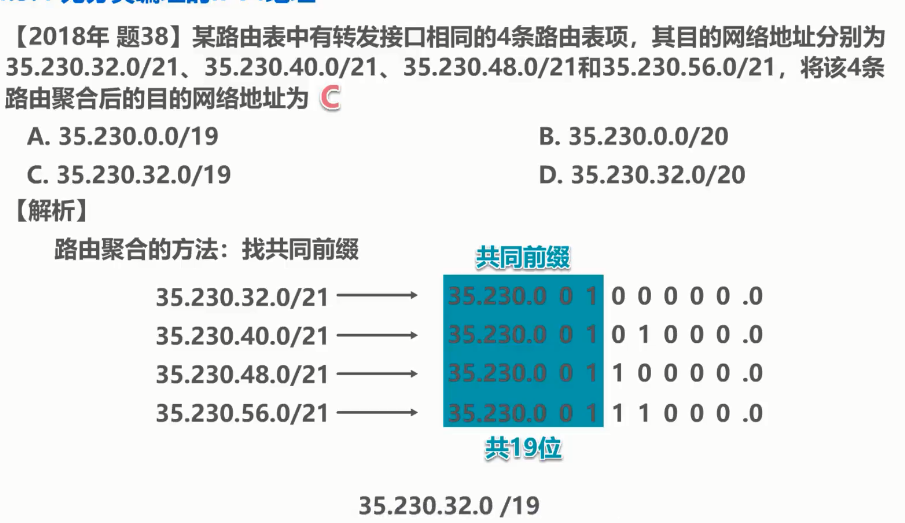 【2018年 题38】某路由表中有转发接口相同的4条路由表项，其目的网络地址分别为
35.230.32.0/21、35.230.40.0/21、35.230.48.0/21和35.230.56.0/21，将该4条
路由聚合后的目的网络地址为 C
A. 35.230.0.0/19 B. 35.230.0.0/20
C. 35.230.32.0/19 D. 35.230.32.0/20
【解析】
路由聚合的方法：找共同前缀
共同前缀
35.230.32.0/21 35.230.0 0 1 0 0 0 0 0 .0
35.230.40.0/21 35.230.0 0 1 0 1 0 0 0 .0
35.230.48.0/21 35.230.0 0 1 1 0 0 0 0 .0
35.230.56.0/21 35.230.0 0 1 1 1 0 0 0 .0
共19位
35.230.32.0 /19